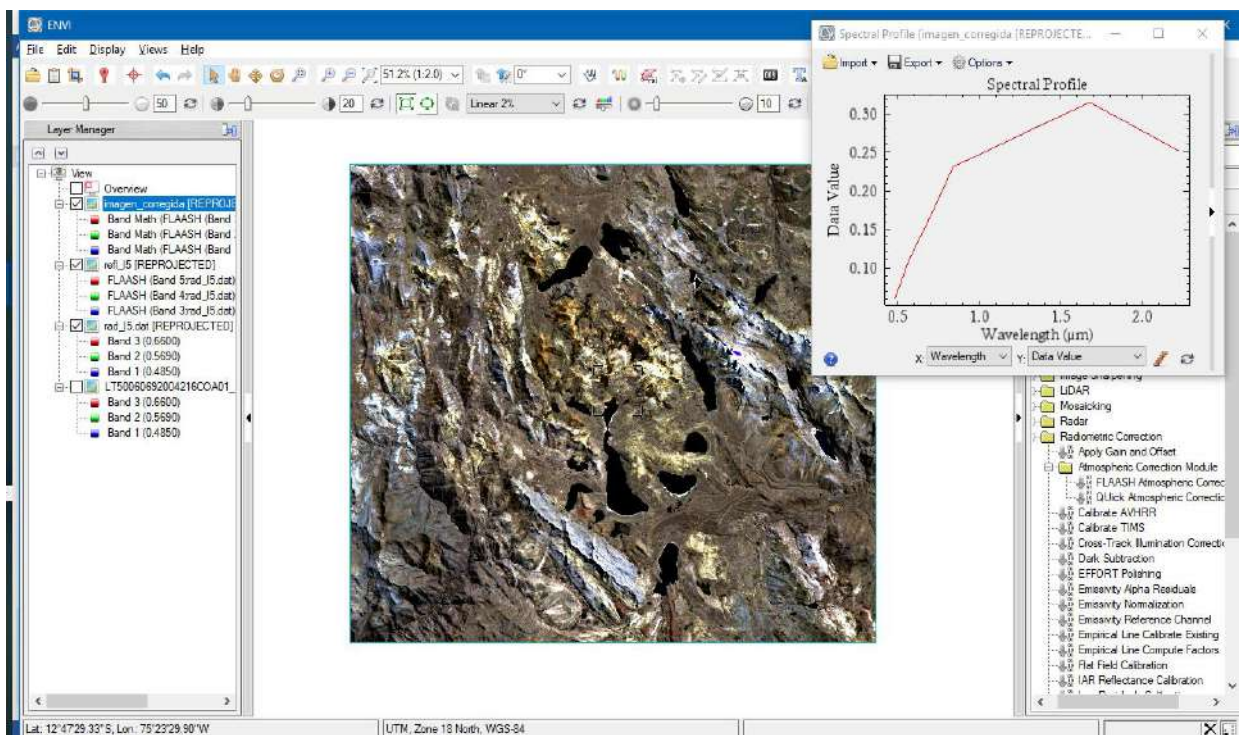 ENVI
File Edit Display Views Help
51.2% (1:2.0)
0°
50
20
Linear 2%
10
Layer Manager
View
Overview
imagen_corregida [REPROJE
Band Math (FLAASH (Band
Band Math (FLAASH (Band
Band Math (FLAASH (Band
refl_l5 [REPROJECTED]
FLAASH (Band 5:rad_l5.dat)
FLAASH (Band 4:rad_l5.dat)
FLAASH (Band 3:rad_l5.dat)
rad_l5.dat [REPROJECTED]
Band 3 (0.6600)
Band 2 (0.5690)
Band 1 (0.4850)
LT50060692004216COA01_
Band 3 (0.6600)
Band 2 (0.5690)
Band 1 (0.4850)
Spectral Profile [imagen_corregida [REPROJECTE...
Import Export Options
Spectral Profile
Data Value
0.30
0.25
0.20
0.15
0.10
0.5 1.0 1.5 2.0
Wavelength (µm)
X: Wavelength Y: Data Value
Image Sharpening
LiDAR
Mosaicking
Radar
Radiometric Correction
Apply Gain and Offset
Atmospheric Correction Module
FLAASH Atmospheric Correc
QUick Atmospheric Correctic
Calibrate AVHRR
Calibrate TIMS
Cross-Track Illumination Correctic
Dark Subtraction
EFFORT Polishing
Emissivity Alpha Residuals
Emissivity Normalization
Emissivity Reference Channel
Empirical Line Calibrate Existing
Empirical Line Compute Factors
Flat Field Calibration
IAR Reflectance Calibration
Lat: 12°47'29.33"S, Lon: 75°23'29.90"W
UTM, Zone 18 North, WGS-84